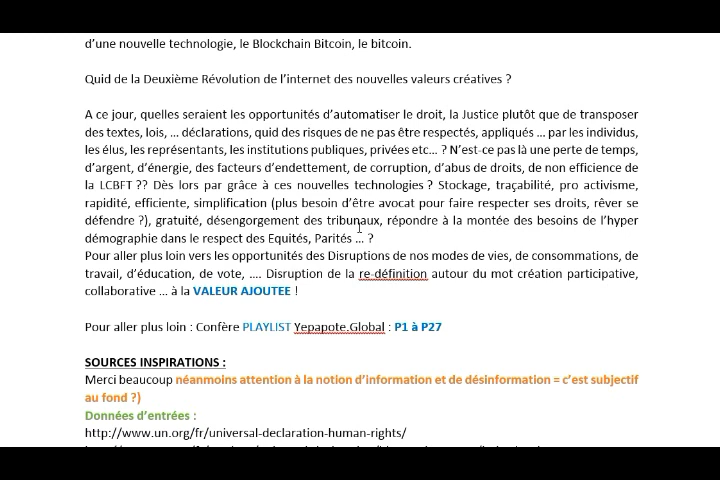 d’une nouvelle technologie, le Blockchain Bitcoin, le bitcoin.
Quid de la Deuxième Révolution de l’internet des nouvelles valeurs créatives ?
A ce jour, quelles seraient les opportunités d’automatiser le droit, la Justice plutôt que de transposer
des textes, lois, … déclarations, quid des risques de ne pas être respectés, appliqués … par les individus,
les élus, les représentants, les institutions publiques, privées etc… ? N’est-ce pas là une perte de temps,
d’argent, d’énergie, des facteurs d’endettement, de corruption, d’abus de droits, de non efficience de
la LCBFT ?? Dès lors par grâce à ces nouvelles technologies ? Stockage, traçabilité, pro activisme,
rapidité, efficiente, simplification (plus besoin d’être avocat pour faire respecter ses droits, rêver se
défendre ?), gratuité, désengorgement des tribunaux, répondre à la montée des besoins de l’hyper
démographie dans le respect des Equités, Parités … ?
Pour aller plus loin vers les opportunités des Disruptions de nos modes de vies, de consommations, de
travail, d’éducation, de vote, …. Disruption de la re-définition autour du mot création participative,
collaborative … à la VALEUR AJOUTEE !
Pour aller plus loin : Confère PLAYLIST Yepapote.Global : P1 à P27
SOURCES INSPIRATIONS :
Merci beaucoup néanmoins attention à la notion d’information et de désinformation = c’est subjectif
au fond ?)
Données d’entrées :
http://www.un.org/fr/universal-declaration-human-rights/